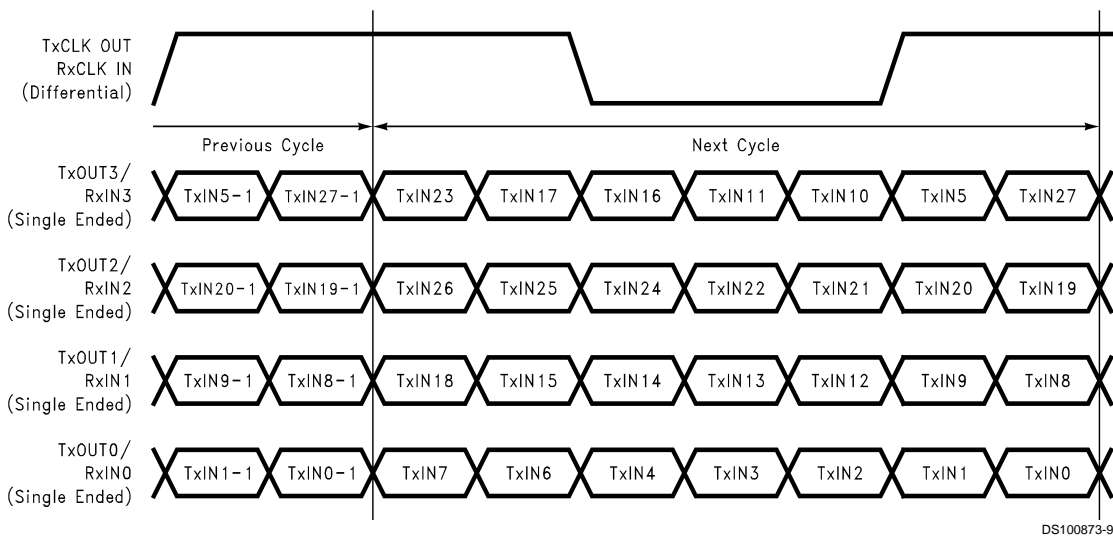 TxCLK OUT
RxCLK IN
(Differential)
Previous Cycle
Next Cycle
TxOUT3/
RxIN3
(Single Ended)
TxIN5-1 TxIN27-1 TxIN23 TxIN17 TxIN16 TxIN11 TxIN10 TxIN5 TxIN27
TxOUT2/
RxIN2
(Single Ended)
TxIN20-1 TxIN19-1 TxIN26 TxIN25 TxIN24 TxIN22 TxIN21 TxIN20 TxIN19
TxOUT1/
RxIN1
(Single Ended)
TxIN9-1 TxIN8-1 TxIN18 TxIN15 TxIN14 TxIN13 TxIN12 TxIN9 TxIN8
TxOUT0/
RxIN0
(Single Ended)
TxIN1-1 TxIN0-1 TxIN7 TxIN6 TxIN4 TxIN3 TxIN2 TxIN1 TxIN0
DS100873-9